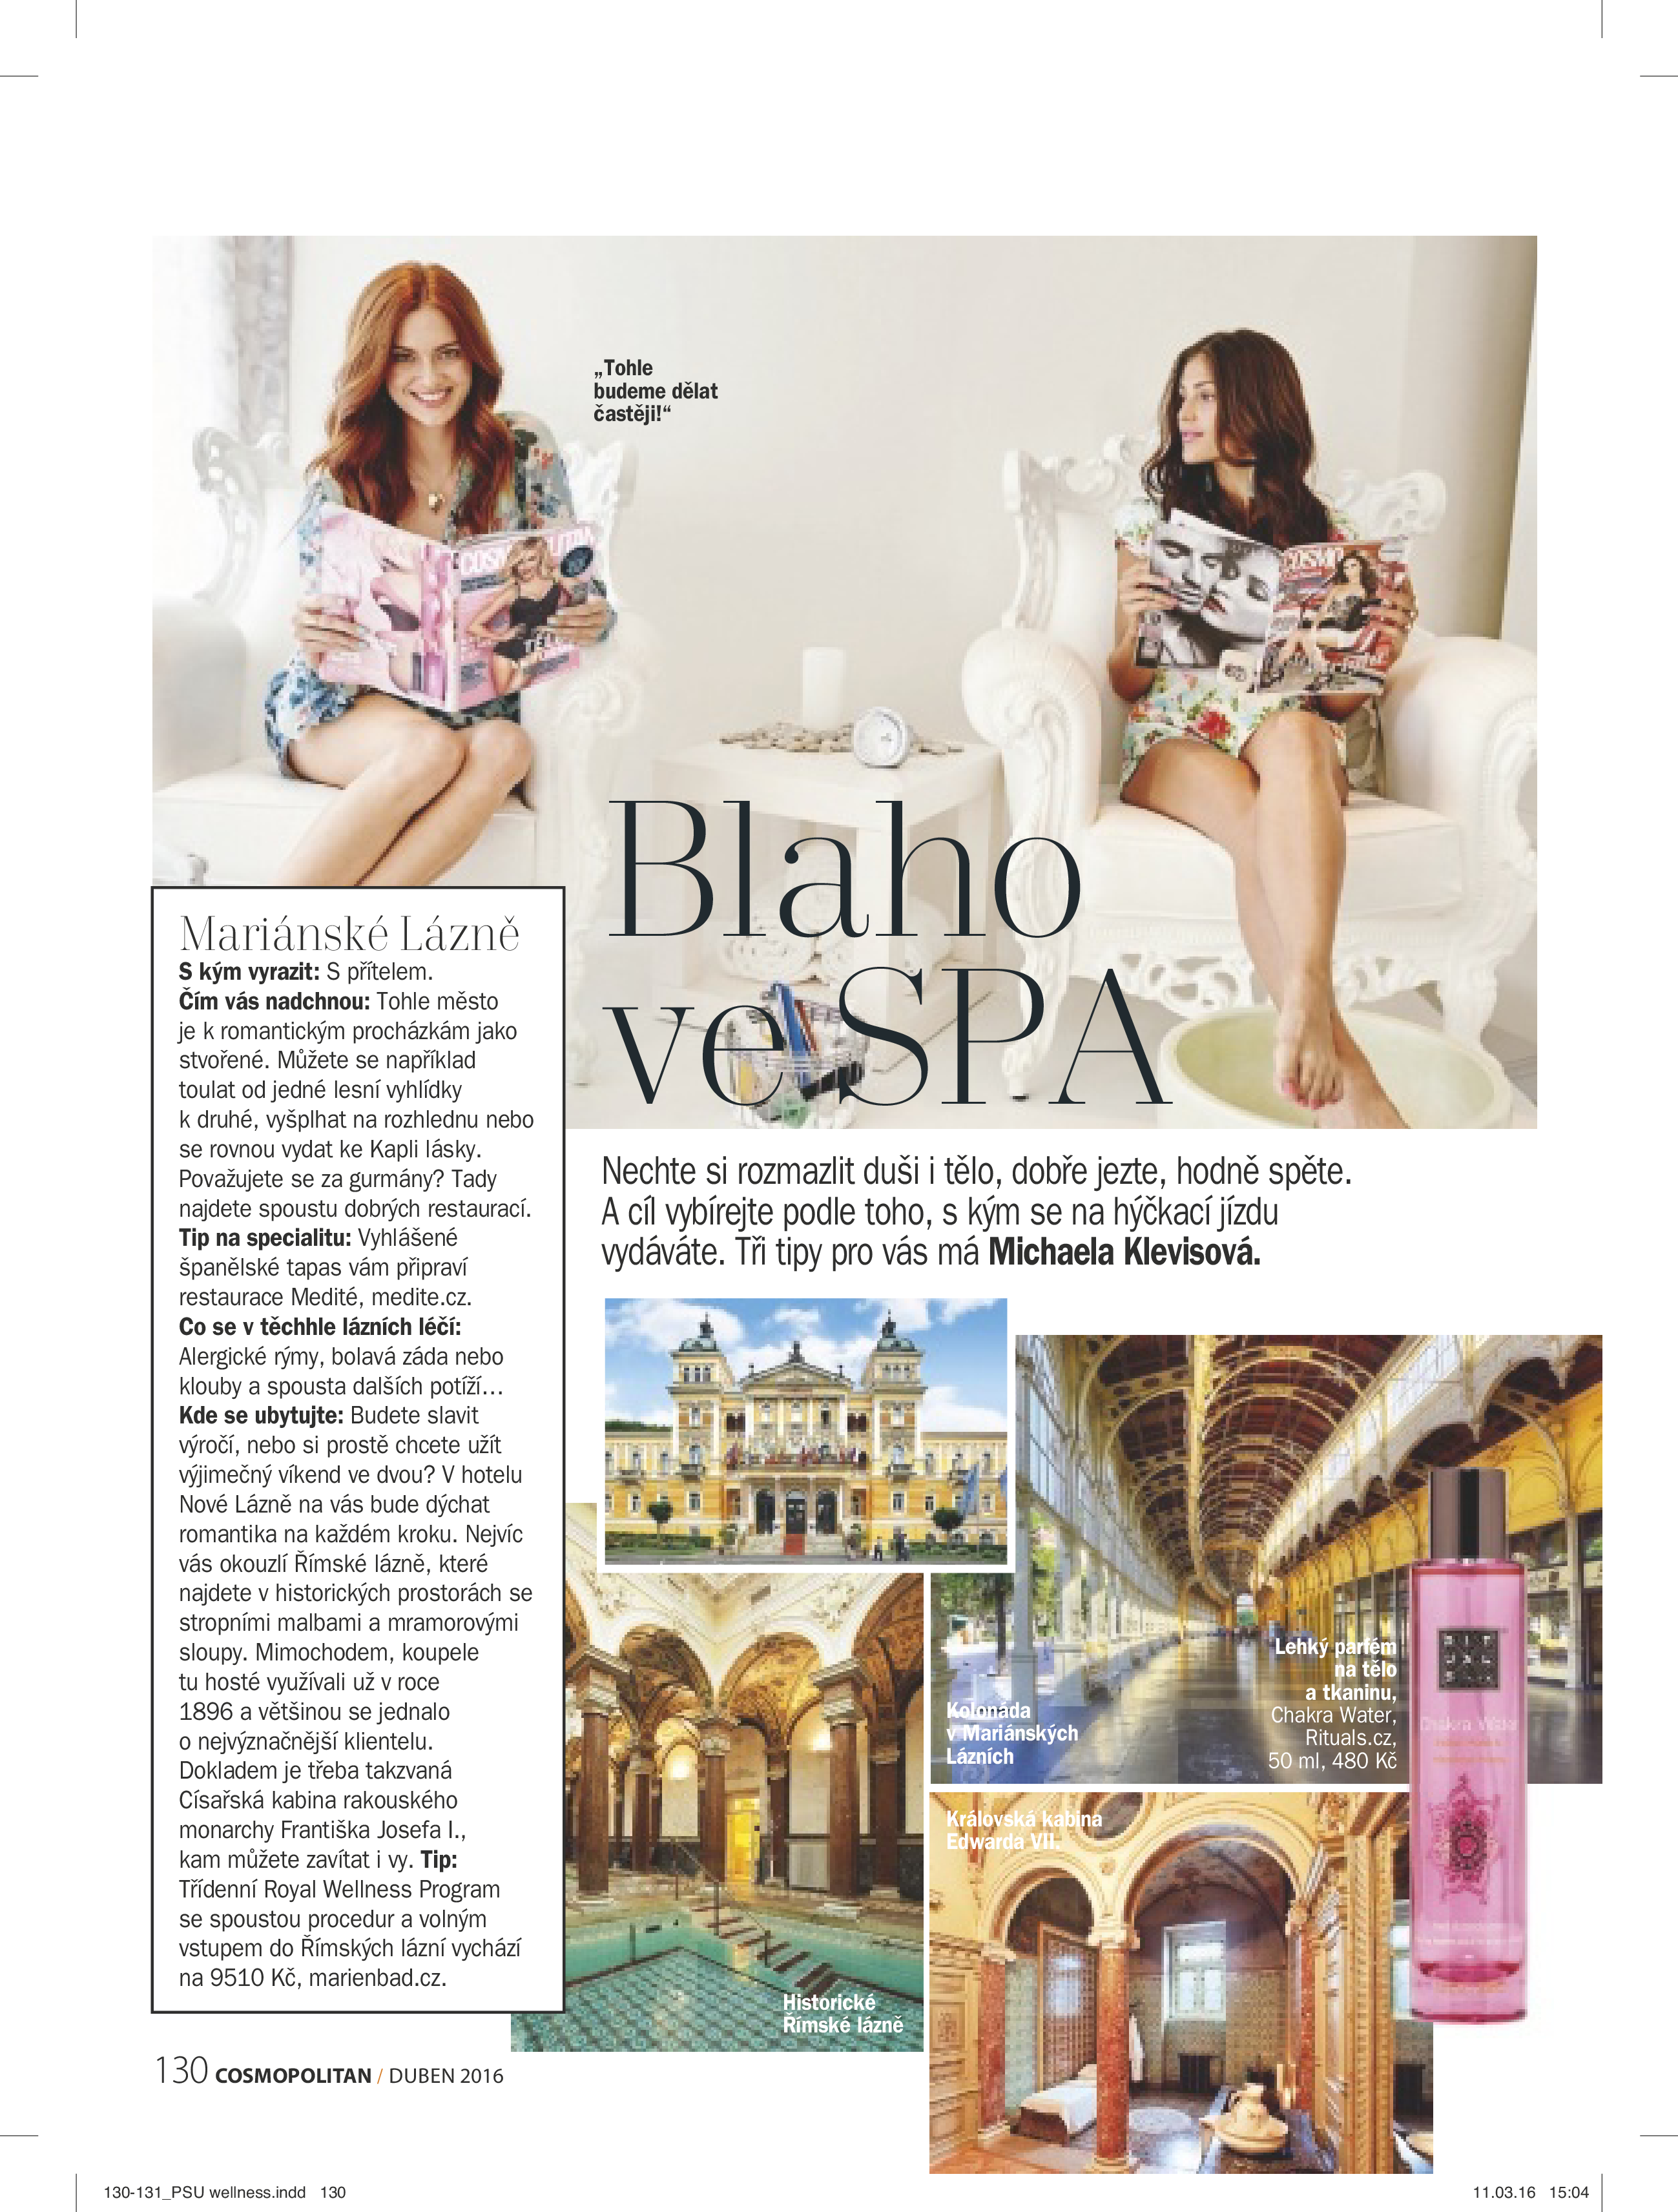 „Tohle
budeme dělat
častěji!“
Blaho
ve SPA
Nechte si rozmazlit duši i tělo, dobře jezte, hodně spěte.
A cíl vybírejte podle toho, s kým se na hýčkací jízdu
vydáváte. Tři tipy pro vás má Michaela Klevisová.
Mariánské Lázně
S kým vyrazit: S přítelem.
Čím vás nadchnou: Tohle město
je k romantickým procházkám jako
stvořené. Můžete se například
toulat od jedné lesní vyhlídky
k druhé, vyšplhat na rozhlednu nebo
se rovnou vydat ke Kapli lásky.
Považujete se za gurmány? Tady
najdete spoustu dobrých restaurací.
Tip na specialitu: Vyhlášené
španělské tapas vám připraví
restaurace Medité, medite.cz.
Co se v těchhle lázních léčí:
Alergické rýmy, bolavá záda nebo
klouby a spousta dalších potíží…
Kde se ubytujte: Budete slavit
výročí, nebo si prostě chcete užít
výjimečný víkend ve dvou? V hotelu
Nové Lázně na vás bude dýchat
romantika na každém kroku. Nejvíc
vás okouzlí Římské lázně, které
najdete v historických prostorách se
stropními malbami a mramorovými
sloupy. Mimochodem, koupele
tu hosté využívali už v roce
1896 a většinou se jednalo
o nejvýznačnější klientelu.
Dokladem je třeba takzvaná
Císařská kabina rakouského
monarchy Františka Josefa I.,
kam můžete zavítat i vy. Tip:
Třídenní Royal Wellness Program
se spoustou procedur a volným
vstupem do Římských lázní vychází
na 9510 Kč, marienbad.cz.
Kolonáda
v Mariánských
Lázních
Lehký parfém
na tělo
a tkaninu,
Chakra Water,
Rituals.cz,
50 ml, 480 Kč
Chakra Water
Královská kabina
Edwarda VII.
Historické
Římské lázně
130 COSMOPOLITAN / DUBEN 2016
130-131_PSU wellness.indd 130
11.03.16 15:04